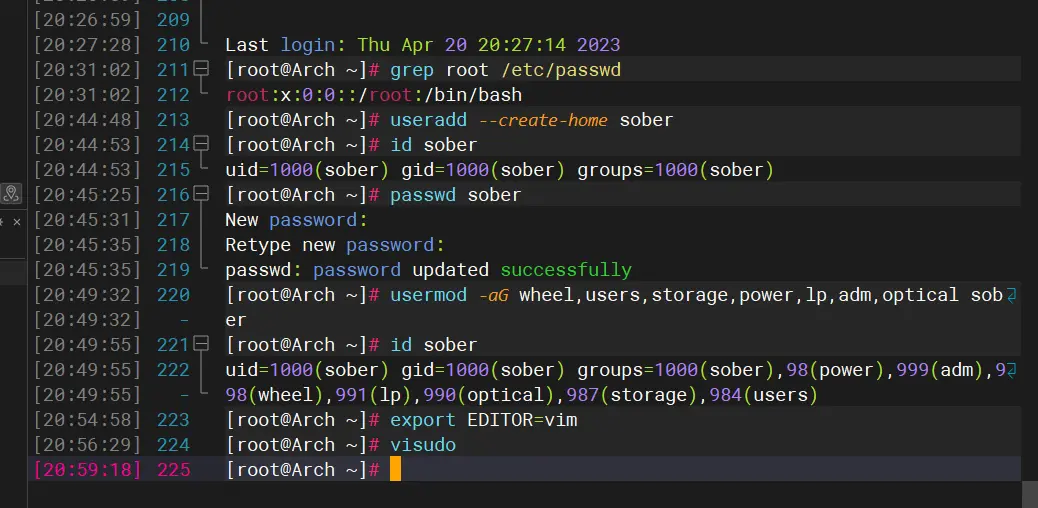 [20:26:59] 209
[20:27:28] 210 Last login: Thu Apr 20 20:27:14 2023
[20:31:02] 211 [root@Arch ~]# grep root /etc/passwd
[20:31:02] 212 root:x:0:0::/root:/bin/bash
[20:44:48] 213 [root@Arch ~]# useradd --create-home sober
[20:44:53] 214 [root@Arch ~]# id sober
[20:44:53] 215 uid=1000(sober) gid=1000(sober) groups=1000(sober)
[20:45:25] 216 [root@Arch ~]# passwd sober
[20:45:31] 217 New password:
[20:45:35] 218 Retype new password:
[20:45:35] 219 passwd: password updated successfully
[20:49:32] 220 [root@Arch ~]# usermod -aG wheel,users,storage,power,lp,adm,optical sob
[20:49:32] - er
[20:49:55] 221 [root@Arch ~]# id sober
[20:49:55] 222 uid=1000(sober) gid=1000(sober) groups=1000(sober),98(power),999(adm),9
[20:49:55] - 98(wheel),991(lp),990(optical),987(storage),984(users)
[20:54:58] 223 [root@Arch ~]# export EDITOR=vim
[20:56:29] 224 [root@Arch ~]# visudo
[20:59:18] 225 [root@Arch ~]#